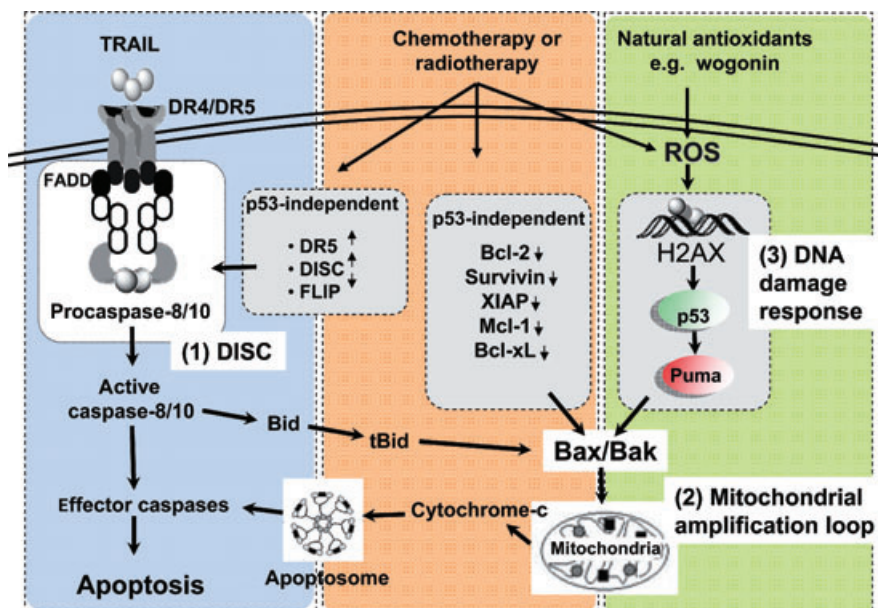 TRAIL
DR4/DR5
FADD
Procaspase-8/10
(1) DISC
Active
caspase-8/10
Bid
tBid
Effector caspases
Apoptosis
Apoptosome
Cytochrome-c
Chemotherapy or
radiotherapy
p53-independent
• DR5 ↑
• DISC ↑
• FLIP ↓
p53-independent
Bcl-2 ↓
Survivin ↓
XIAP ↓
Mcl-1 ↓
Bcl-xL ↓
Bax/Bak
Mitochondria
(2) Mitochondrial
amplification loop
Natural antioxidants
e.g. wogonin
ROS
H2AX
p53
Puma
(3) DNA
damage
response